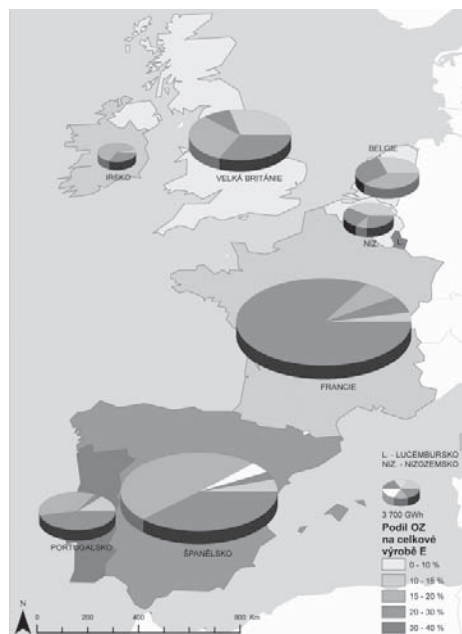 BELGIE
IRSKO
VELKÁ BRITÁNIE
NIZ.
L.
FRANCIE
L. - LUCEMBURSKO
NIZ. - NIZOZEMSKO
3 700 GWh
Podíl OZ
na celkové
výrobě E
0 - 10 %
10 - 15 %
15 - 20 %
20 - 30 %
30 - 40 %
PORTUGALSKO
ŠPANĚLSKO
N
0 200 400 800 Km